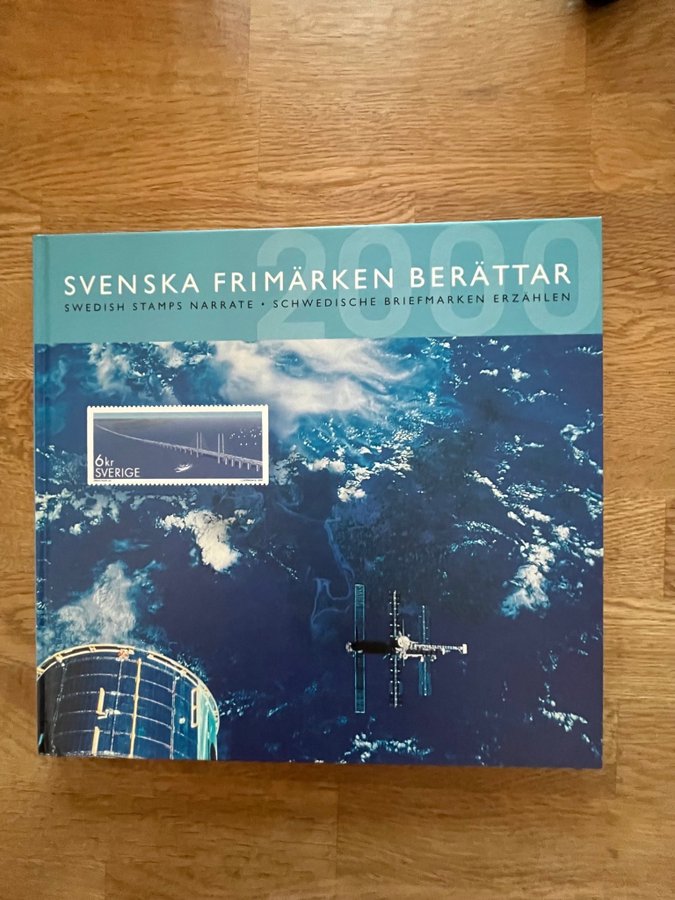 2000
SVENSKA FRIMÄRKEN BERÄTTAR
SWEDISH STAMPS NARRATE • SCHWEDISCHE BRIEFMARKEN ERZÄHLEN
6kr
SVERIGE